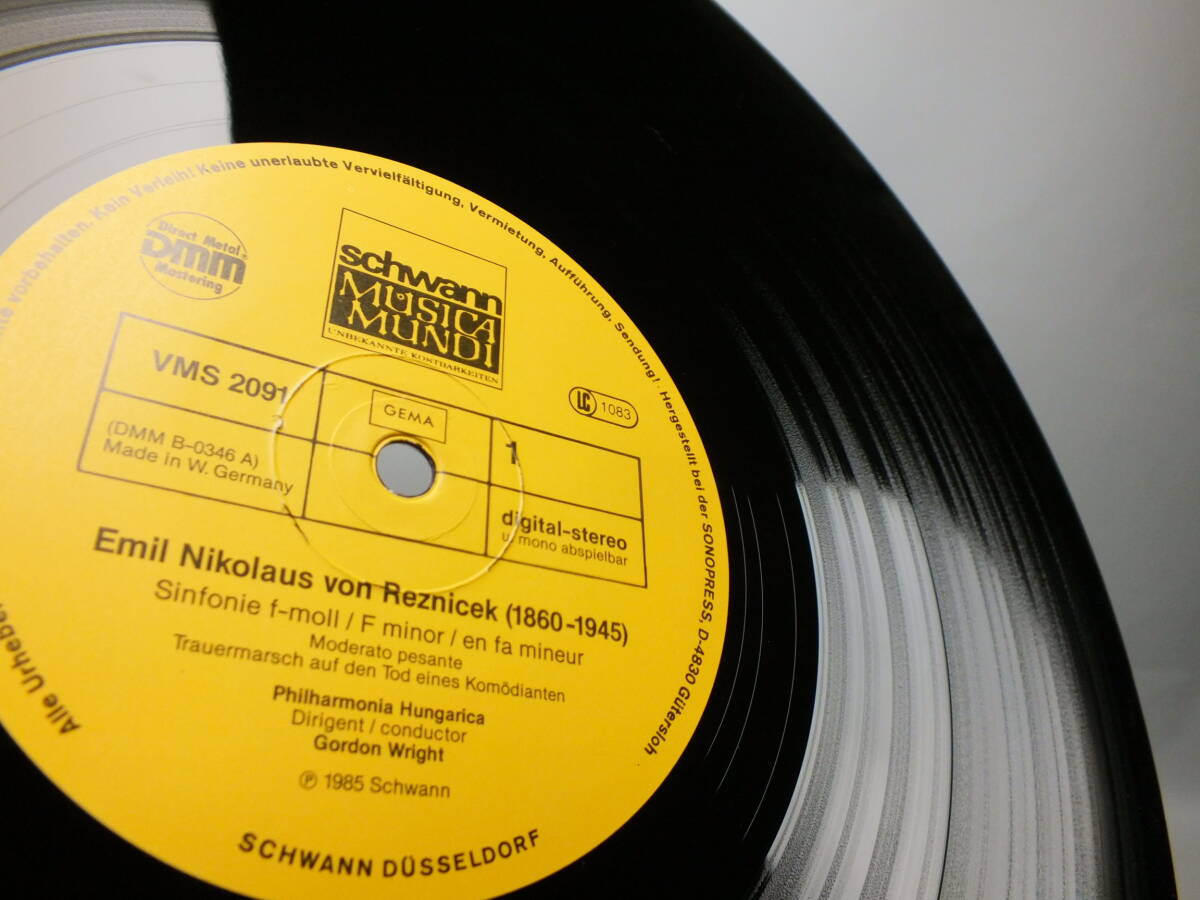 Alle Urheber
te vorbehalten. Kein Verleih! Keine unerlaubte Vervielfältigung, Vermietung, Aufführung, Sendung! · Hergestellt bei der SONOPRESS, D-4830 Gütersloh
Direct Metal
DMM
Mastering
schwann
MUSICA
MUNDI
UNBEKANNTE KOSTBARKEITEN
VMS 2091
GEMA
LC 1083
1
(DMM B-0346 A)
Made in W. Germany
digital-stereo
u. mono abspielbar
Emil Nikolaus von Reznicek (1860-1945)
Sinfonie f-moll / F minor / en fa mineur
Moderato pesante
Trauermarsch auf den Tod eines Komödianten
Philharmonia Hungarica
Dirigent / conductor
Gordon Wright
℗ 1985 Schwann
SCHWANN DÜSSELDORF